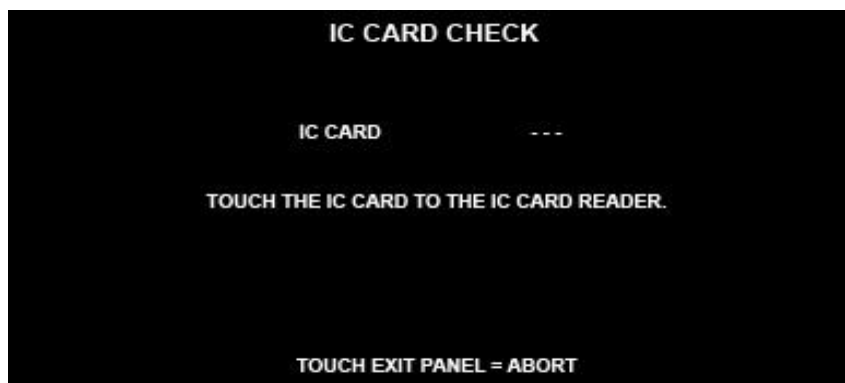 IC CARD CHECK
IC CARD ---
TOUCH THE IC CARD TO THE IC CARD READER.
TOUCH EXIT PANEL = ABORT